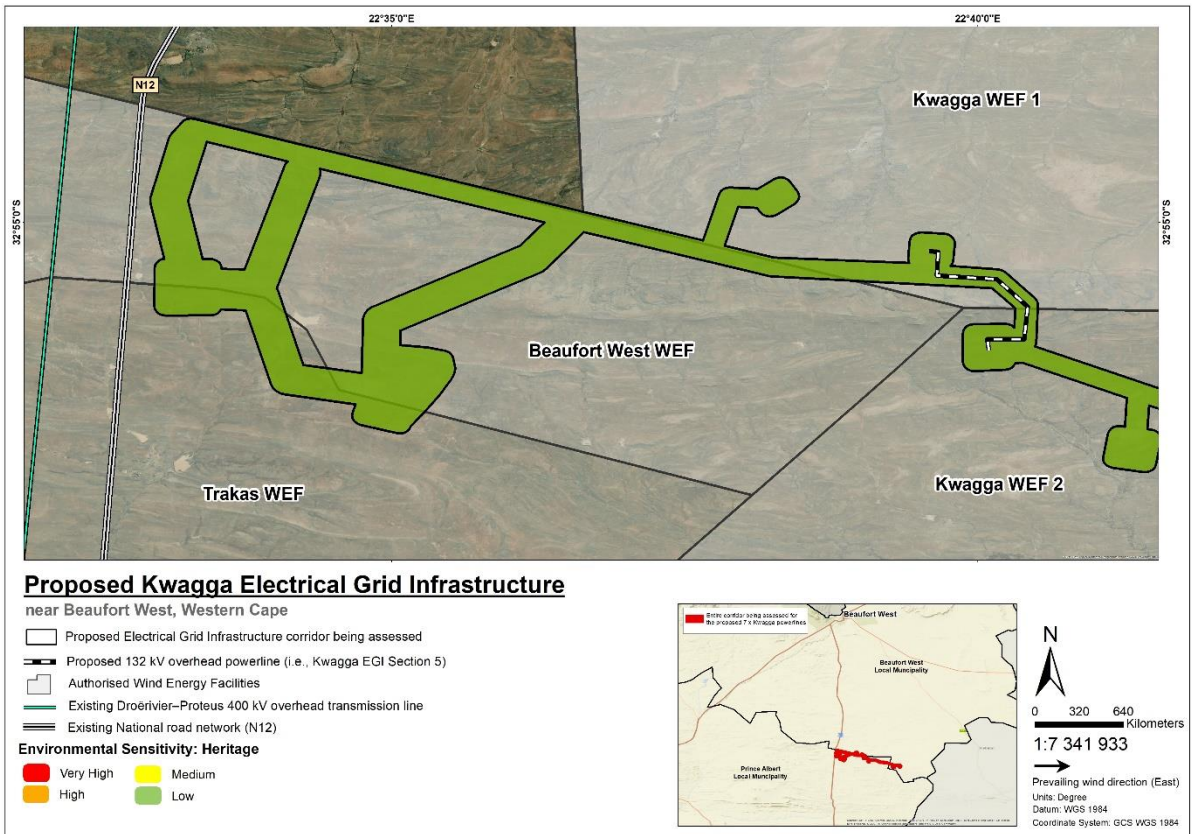 22°35'0"E
22°40'0"E
N12
Kwagga WEF 1
32°55'0"S
32°55'0"S
Beaufort West WEF
Trakas WEF
Kwagga WEF 2
Proposed Kwagga Electrical Grid Infrastructure
near Beaufort West, Western Cape
Proposed Electrical Grid Infrastructure corridor being assessed
Proposed 132 kV overhead powerline (i.e., Kwagga EGI Section 5)
Authorised Wind Energy Facilities
Existing Droërivier–Proteus 400 kV overhead transmission line
Existing National road network (N12)
Environmental Sensitivity: Heritage
Very High
Medium
High
Low
Entire corridor being assessed for
the proposed 7 x Kwagga powerlines
Beaufort West
Beaufort West
Local Muncipality
Prince Albert
Local Muncipality
N
0 320 640
Kilometers
1:7 341 933
Prevailing wind direction (East)
Units: Degree
Datum: WGS 1984
Coordinate System: GCS WGS 1984